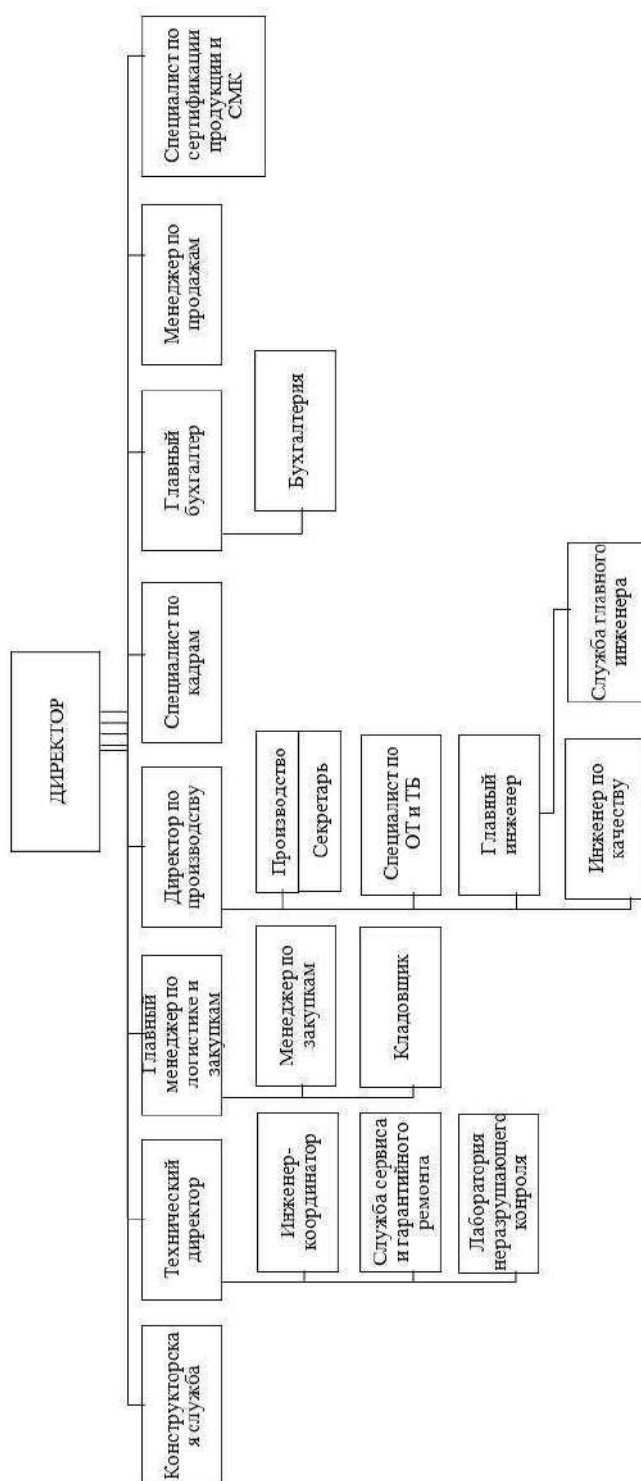 ДИРЕКТОР
Конструкторска
я служба
Технический
директор
Главный
менеджер по
логистике и
закупкам
Директор по
производству
Специалист по
кадрам
Главный
бухгалтер
Менеджер по
продажам
Специалист по
сертификации
продукции и
СМК
Инженер-
координатор
Служба сервиса
и гарантийного
ремонта
Лаборатория
неразрушающего
конроля
Менеджер по
закупкам
Кладовщик
Производство
Секретарь
Специалист по
ОТ и ТБ
Главный
инженер
Инженер по
качеству
Служба главного
инженера
Бухгалтерия